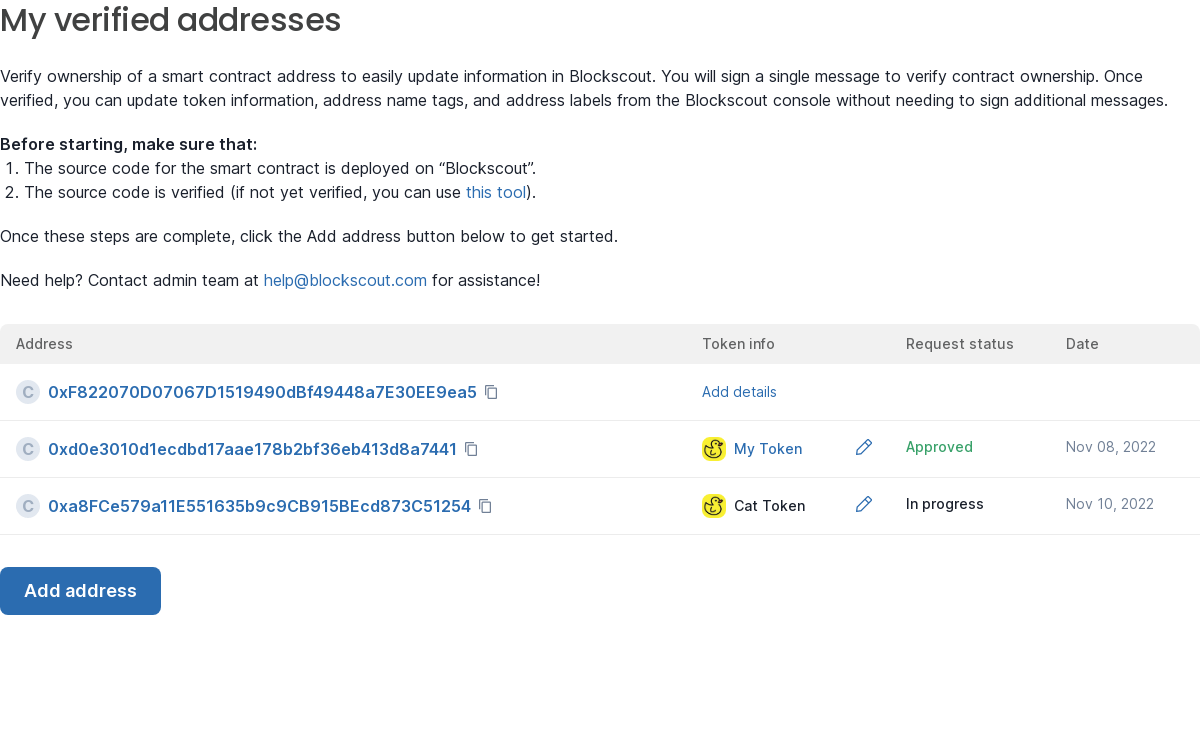 My verified addresses
Verify ownership of a smart contract address to easily update information in Blockscout. You will sign a single message to verify contract ownership. Once
verified, you can update token information, address name tags, and address labels from the Blockscout console without needing to sign additional messages.
Before starting, make sure that:
1. The source code for the smart contract is deployed on “Blockscout”.
2. The source code is verified (if not yet verified, you can use this tool).
Once these steps are complete, click the Add address button below to get started.
Need help? Contact admin team at help@blockscout.com for assistance!
Address Token info Request status Date
C 0xF822070D07067D1519490dBf49448a7E30EE9ea5 Add details
C 0xd0e3010d1ecdbd17aae178b2bf36eb413d8a7441 My Token Approved Nov 08, 2022
C 0xa8FCe579a11E551635b9c9CB915BEcd873C51254 Cat Token In progress Nov 10, 2022
Add address